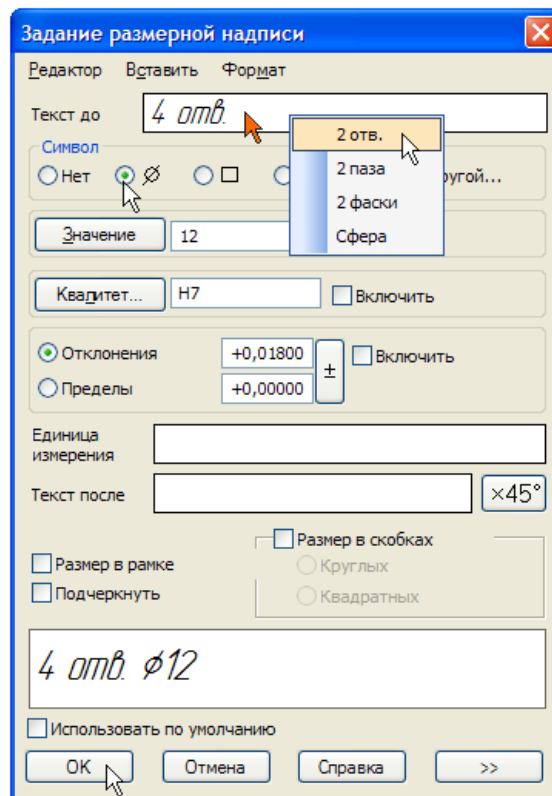 Задание размерной надписи
Редактор Вставить Формат
Текст до 4 отв.
2 отв.
2 паза
2 фаски
Сфера
Символ
Нет ⌀ □ ругой...
Значение 12
Квалитет... H7 Включить
Отклонения +0,01800 ± Включить
Пределы +0,00000
Единица
измерения
Текст после ×45°
Размер в скобках
Размер в рамке Круглых
Подчеркнуть Квадратных
4 отв. ⌀12
Использовать по умолчанию
OK Отмена Справка >>